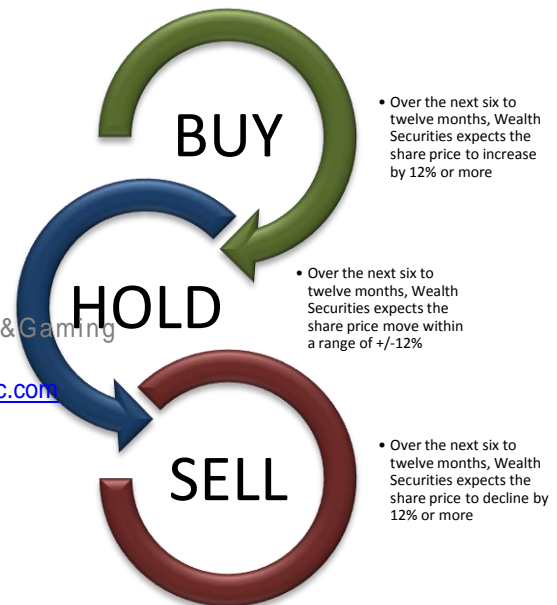 BUY
• Over the next six to
twelve months, Wealth
Securities expects the
share price to increase
by 12% or more
HOLD
• Over the next six to
twelve months, Wealth
Securities expects the
share price move within
a range of +/-12%
&Gaming
c.com
SELL
• Over the next six to
twelve months, Wealth
Securities expects the
share price to decline by
12% or more